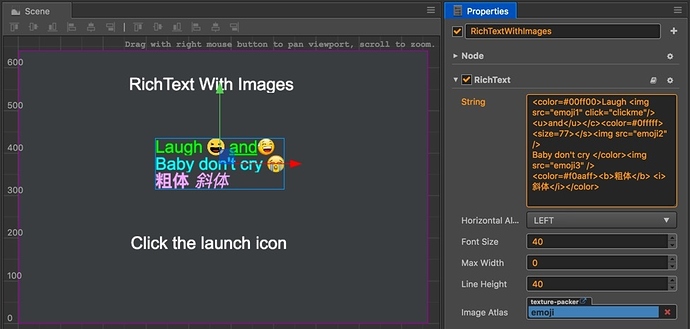 Scene
Properties
Drag with right mouse button to pan viewport, scroll to zoom.
600
500
400
300
200
100
0
RichText With Images
Laugh 😄 and😄
Baby don't cry 😂
粗体 斜体
Click the launch icon
RichTextWithImages
Node
RichText
String
<color=#00ff00>Laugh <img
src="emoji1" click="clickme"/>
<u>and</u></c><color=#0fffff>
<size=77></s><img src="emoji2"
/>
Baby don't cry </color><img
src="emoji3" />
<color=#f0aaff><b>粗体</b> <i>
斜体</i></color>
Horizontal Al...
LEFT
Font Size
40
Max Width
0
Line Height
40
Image Atlas
texture-packer
emoji